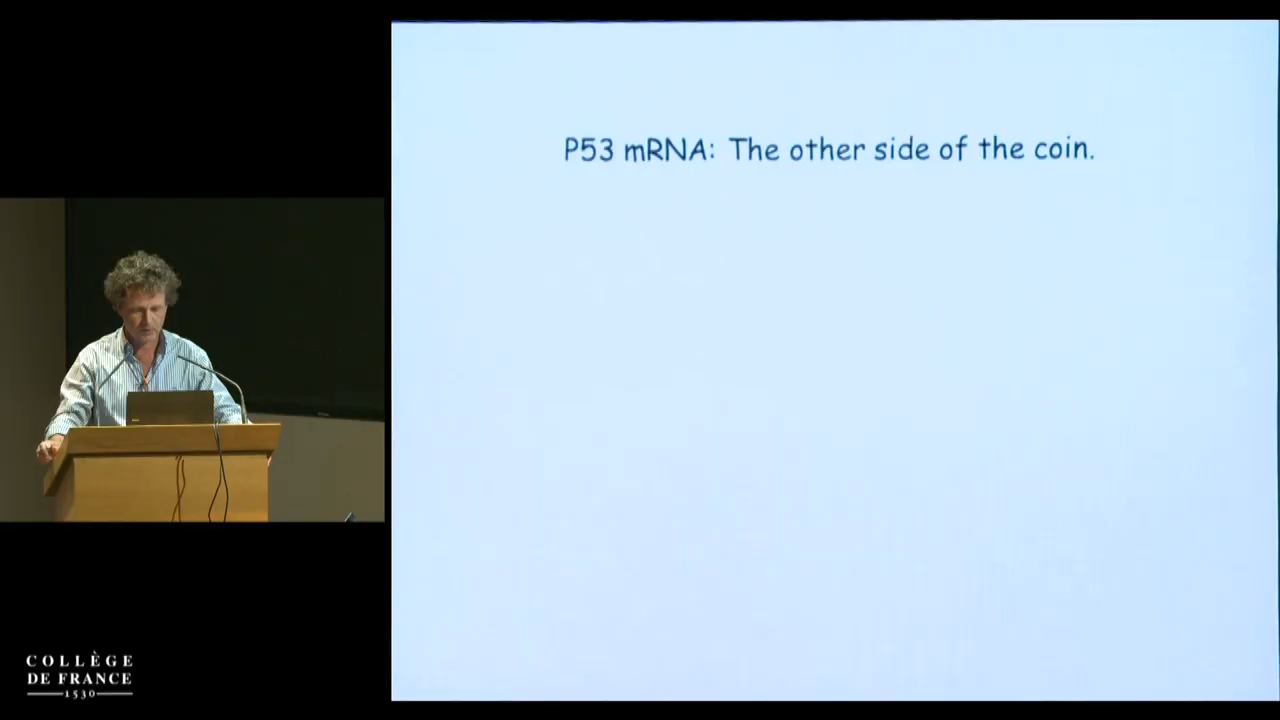 P53 mRNA: The other side of the coin.
COLLÈGE
DE FRANCE
1530